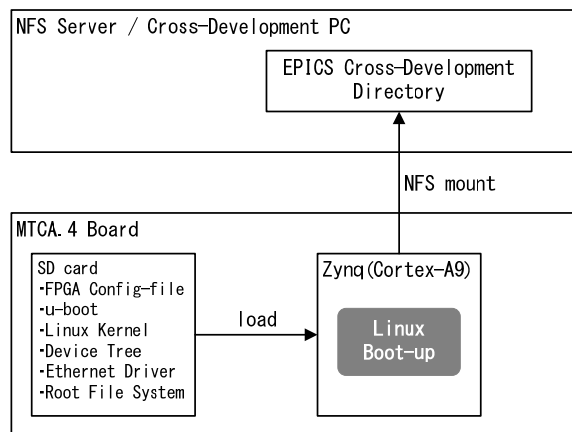 NFS Server / Cross-Development PC
EPICS Cross-Development
Directory
NFS mount
MTCA.4 Board
SD card
・FPGA Config-file
・u-boot
・Linux Kernel
・Device Tree
・Ethernet Driver
・Root File System
load
Zynq(Cortex-A9)
Linux
Boot-up